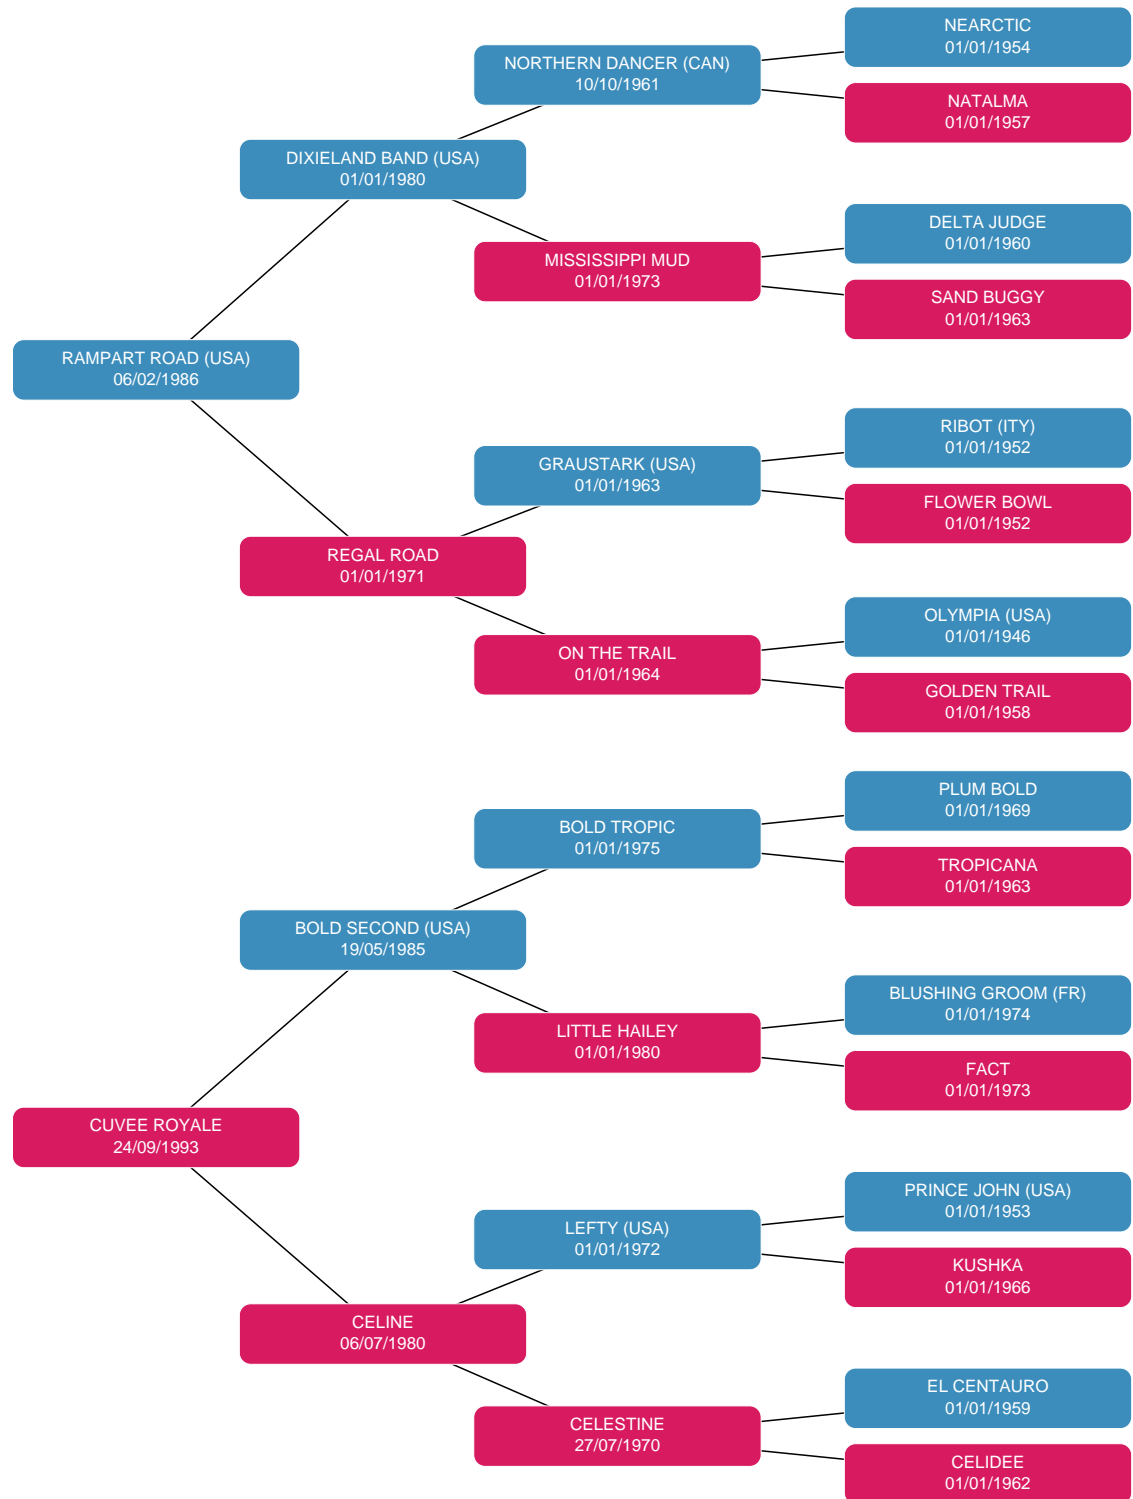 NEARCTIC
01/01/1954
NORTHERN DANCER (CAN)
10/10/1961
NATALMA
01/01/1957
DIXIELAND BAND (USA)
01/01/1980
DELTA JUDGE
01/01/1960
MISSISSIPPI MUD
01/01/1973
SAND BUGGY
01/01/1963
RAMPART ROAD (USA)
06/02/1986
RIBOT (ITY)
01/01/1952
GRAUSTARK (USA)
01/01/1963
FLOWER BOWL
01/01/1952
REGAL ROAD
01/01/1971
OLYMPIA (USA)
01/01/1946
ON THE TRAIL
01/01/1964
GOLDEN TRAIL
01/01/1958
PLUM BOLD
01/01/1969
BOLD TROPIC
01/01/1975
TROPICANA
01/01/1963
BOLD SECOND (USA)
19/05/1985
BLUSHING GROOM (FR)
01/01/1974
LITTLE HAILEY
01/01/1980
FACT
01/01/1973
CUVEE ROYALE
24/09/1993
PRINCE JOHN (USA)
01/01/1953
LEFTY (USA)
01/01/1972
KUSHKA
01/01/1966
CELINE
06/07/1980
EL CENTAURO
01/01/1959
CELESTINE
27/07/1970
CELIDEE
01/01/1962